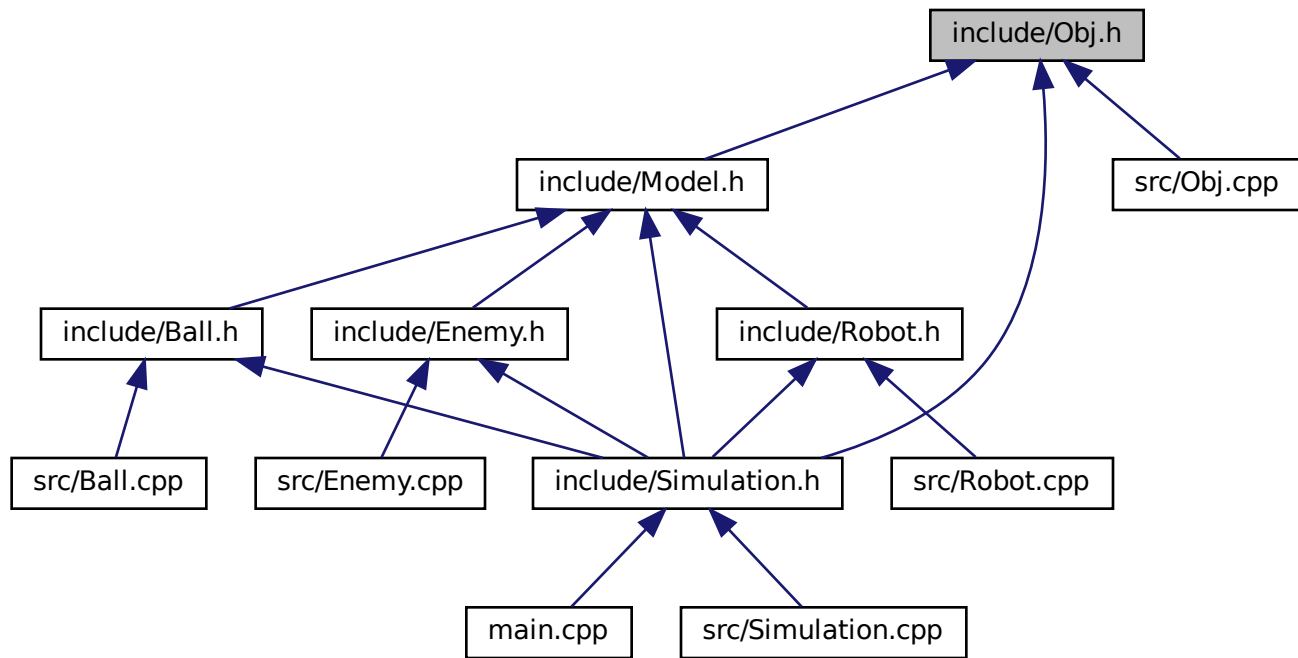 include/Obj.h
include/Model.h
src/Obj.cpp
include/Ball.h
include/Enemy.h
include/Robot.h
src/Ball.cpp
src/Enemy.cpp
include/Simulation.h
src/Robot.cpp
main.cpp
src/Simulation.cpp